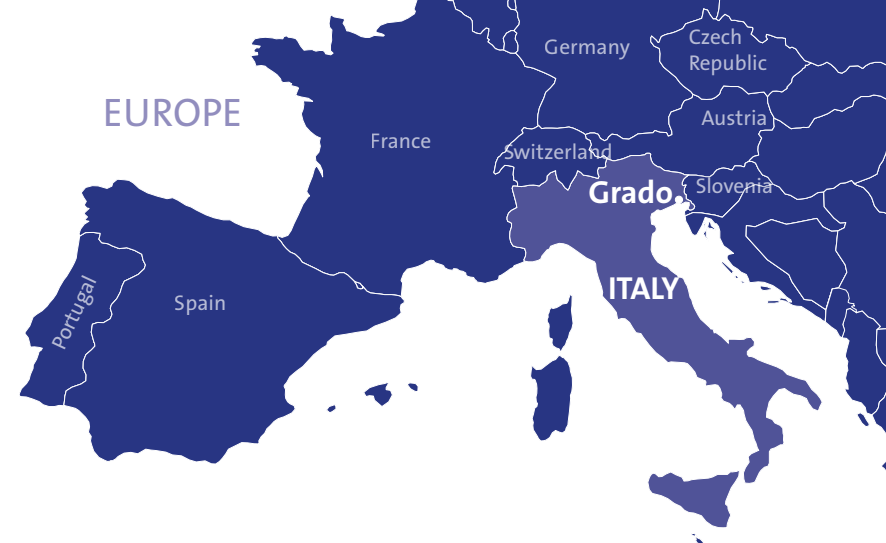 Germany
Czech
Republic
EUROPE
Austria
France
Switzerland
Slovenia
Grado
ITALY
Portugal
Spain